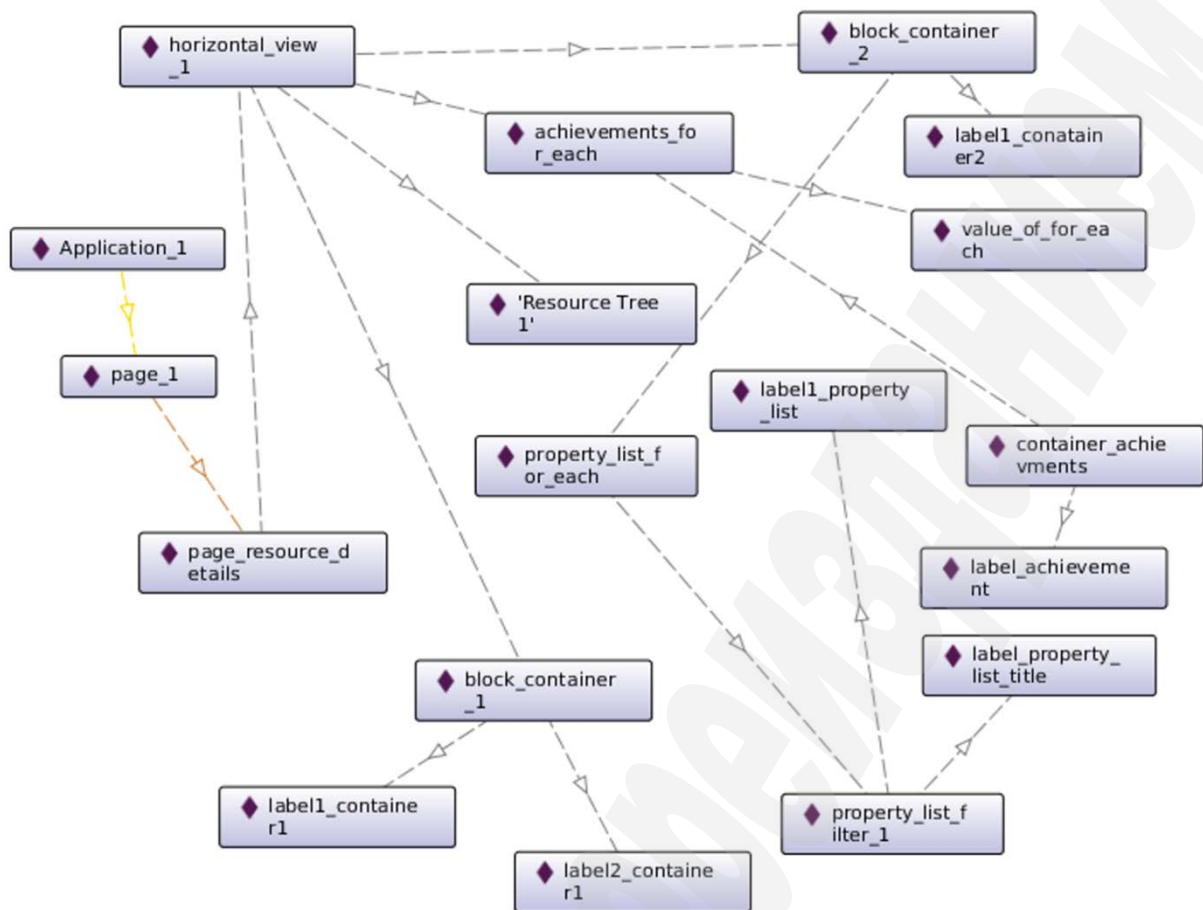 horizontal_view
_1
block_container
_2
achievements_fo
r_each
label1_conatain
er2
value_of_for_ea
ch
Application_1
'Resource Tree
1'
page_1
label1_property
_list
property_list_f
or_each
container_achie
vments
page_resource_d
etails
label_achieveme
nt
label_property_
list_title
block_container
_1
label1_containe
r1
property_list_f
ilter_1
label2_containe
r1